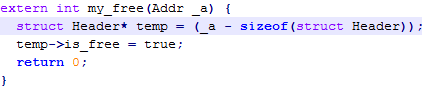 extern int my_free(Addr _a) {
  struct Header* temp = (_a - sizeof(struct Header));
  temp->is_free = true;
  return 0;
}